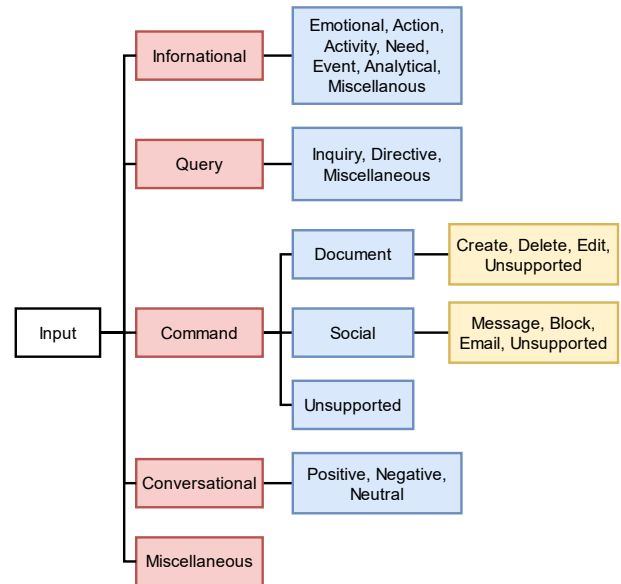 Infornational
Emotional, Action,
Activity, Need,
Event, Analytical,
Miscellanous
Query
Inquiry, Directive,
Miscellaneous
Input
Command
Document
Create, Delete, Edit,
Unsupported
Social
Message, Block,
Email, Unsupported
Unsupported
Conversational
Positive, Negative,
Neutral
Miscellaneous